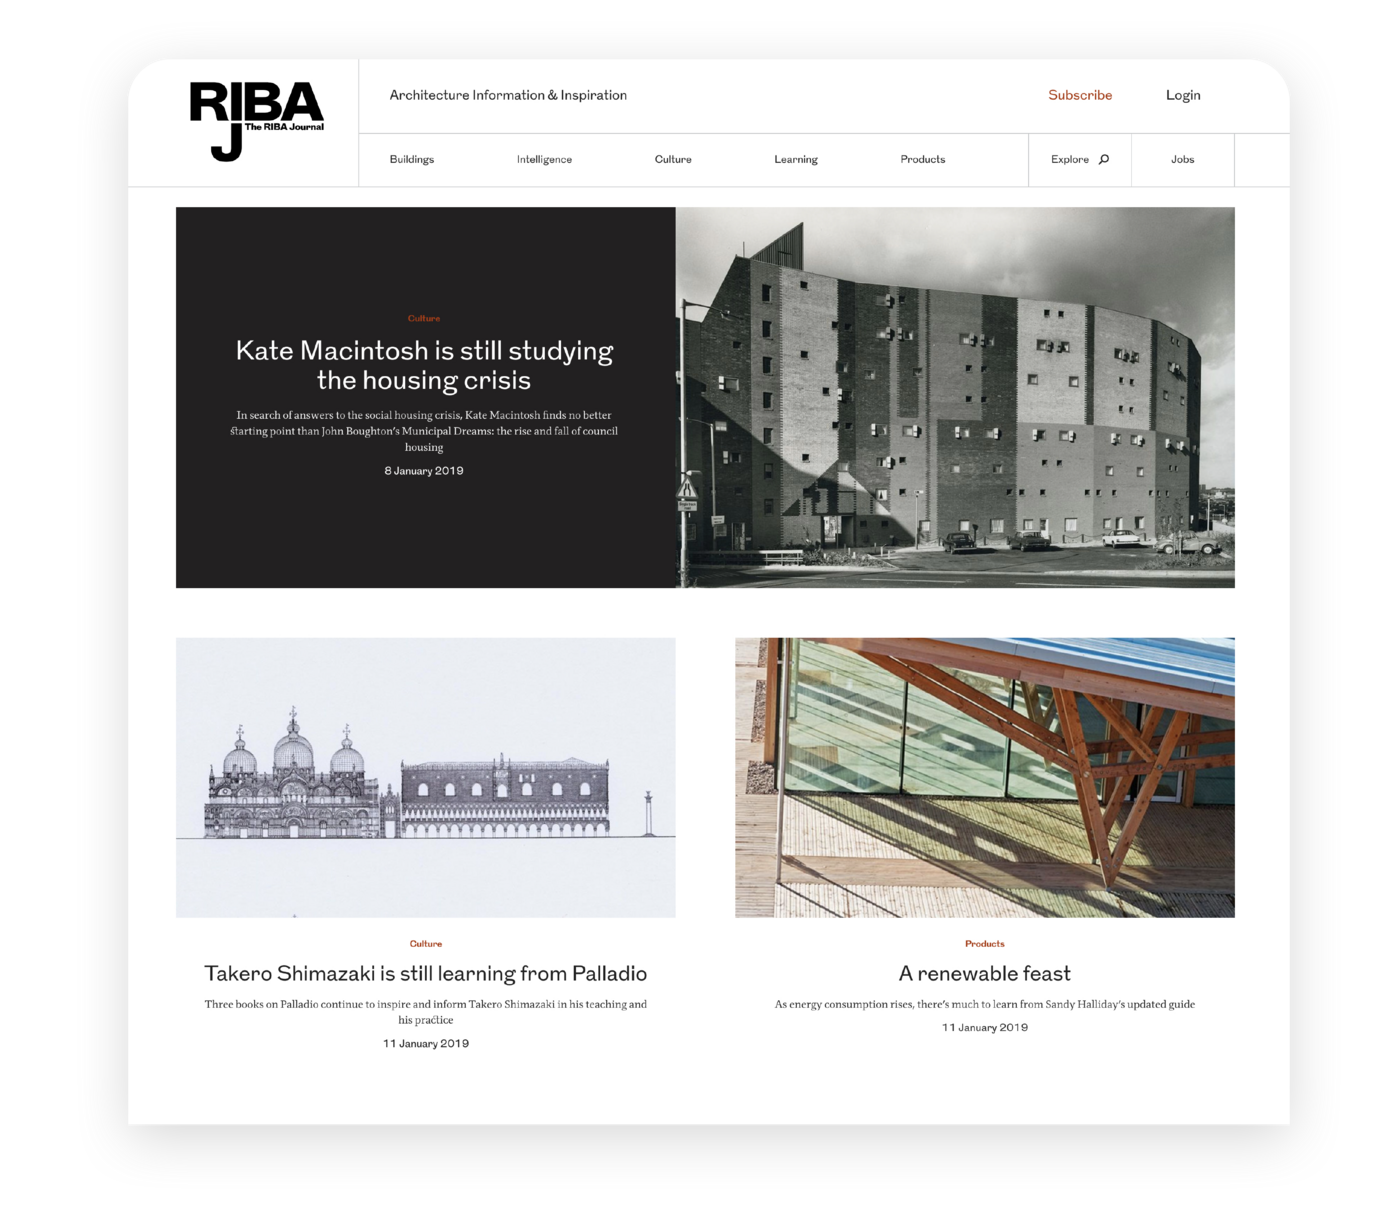 RIBA
J The RIBA Journal
Architecture Information & Inspiration
Subscribe
Login
Buildings
Intelligence
Culture
Learning
Products
Explore
Jobs
Culture
Kate Macintosh is still studying
the housing crisis
In search of answers to the social housing crisis, Kate Macintosh finds no better
starting point than John Boughton's Municipal Dreams: the rise and fall of council
housing
8 January 2019
Culture
Takero Shimazaki is still learning from Palladio
Three books on Palladio continue to inspire and inform Takero Shimazaki in his teaching and
his practice
11 January 2019
Products
A renewable feast
As energy consumption rises, there's much to learn from Sandy Halliday's updated guide
11 January 2019